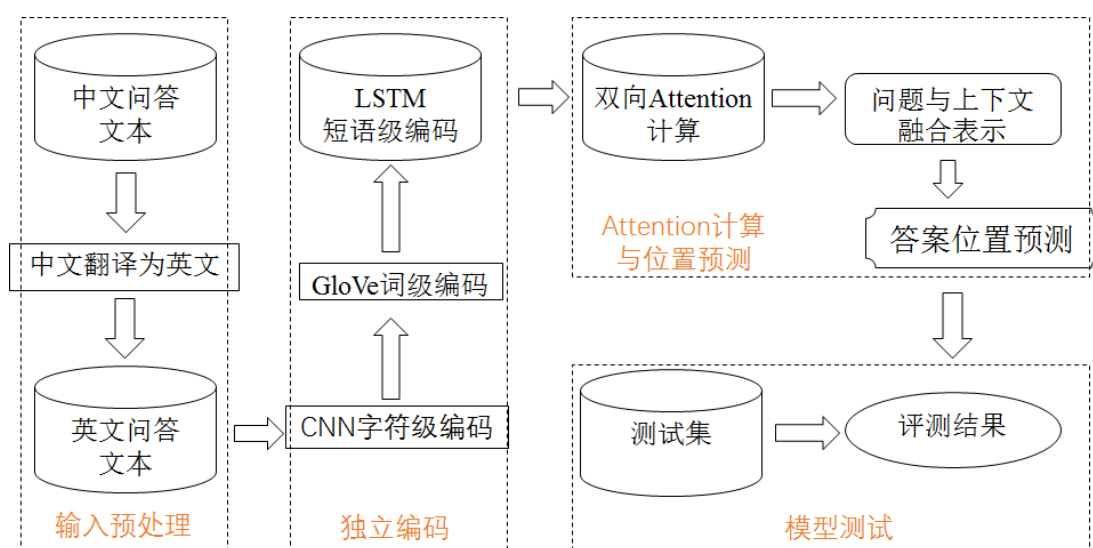 中文问答
文本
中文翻译为英文
英文问答
文本
输入预处理
LSTM
短语级编码
GloVe词级编码
CNN字符级编码
独立编码
双向Attention
计算
问题与上下文
融合表示
答案位置预测
Attention计算
与位置预测
测试集
评测结果
模型测试